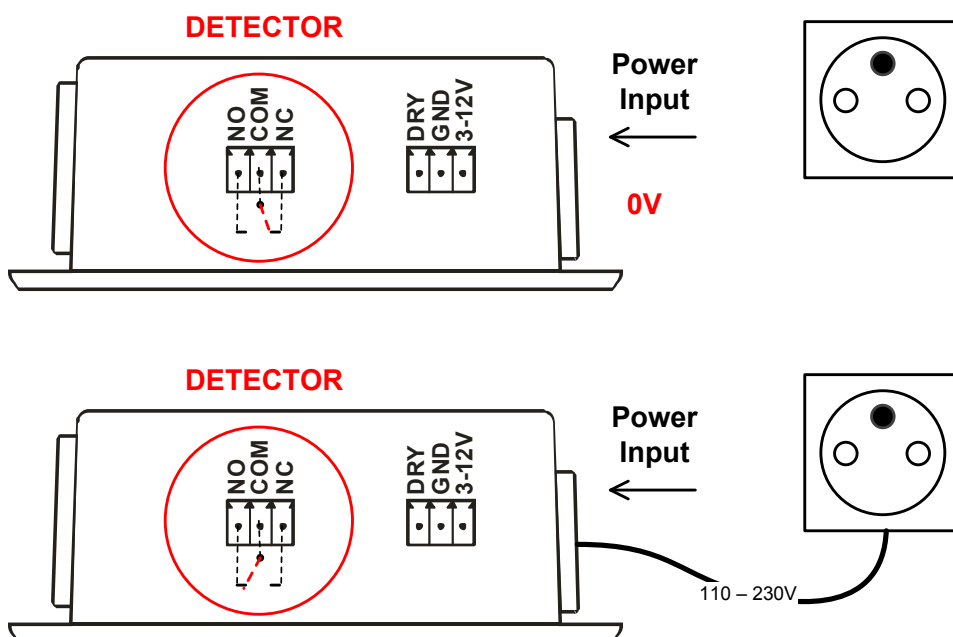 DETECTOR
NO
COM
NC
DRY
GND
3-12V
Power
Input
0V
DETECTOR
NO
COM
NC
DRY
GND
3-12V
Power
Input
110 – 230V